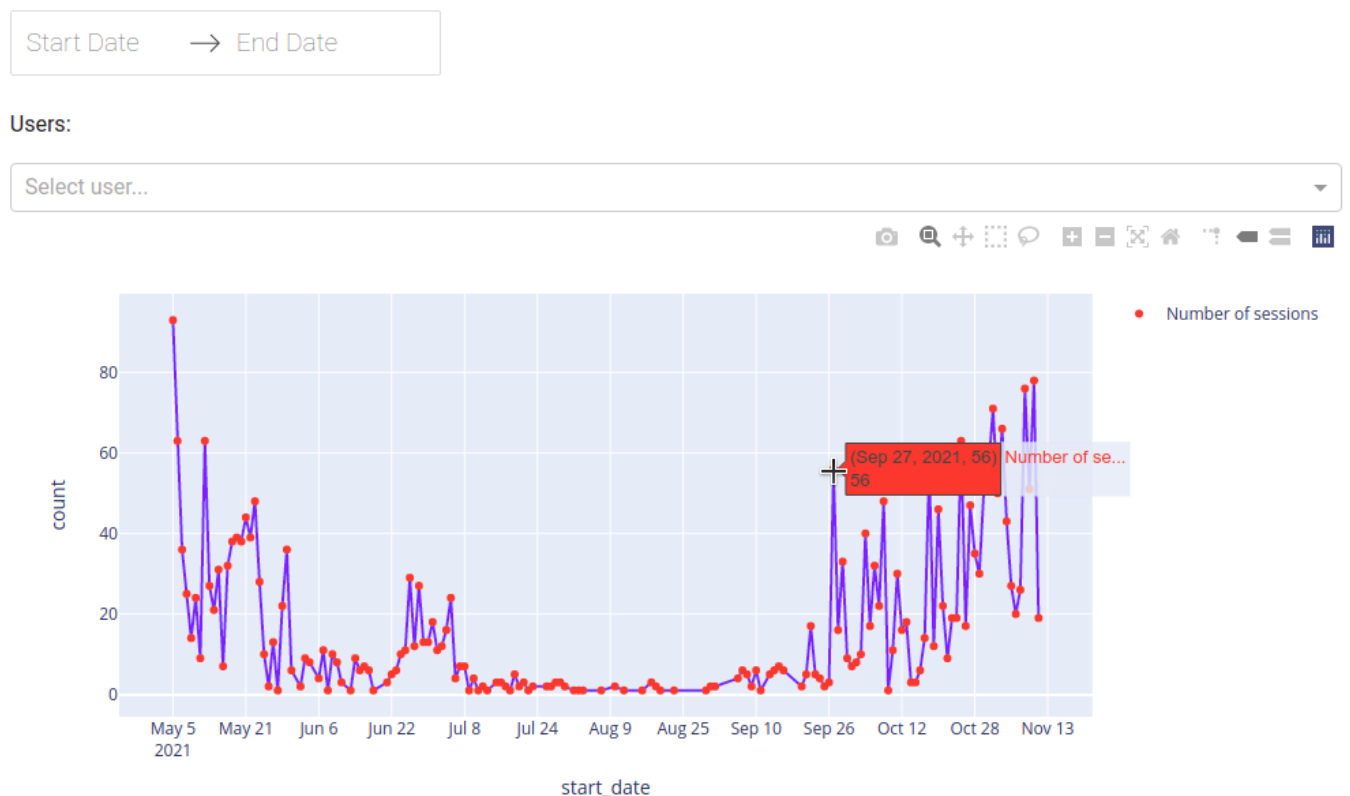 Start Date → End Date
Users:
Select user...
Number of sessions
80
60
40
20
0
count
(Sep 27, 2021, 56) Number of se...
56
May 5 May 21 Jun 6 Jun 22 Jul 8 Jul 24 Aug 9 Aug 25 Sep 10 Sep 26 Oct 12 Oct 28 Nov 13
2021
start_date